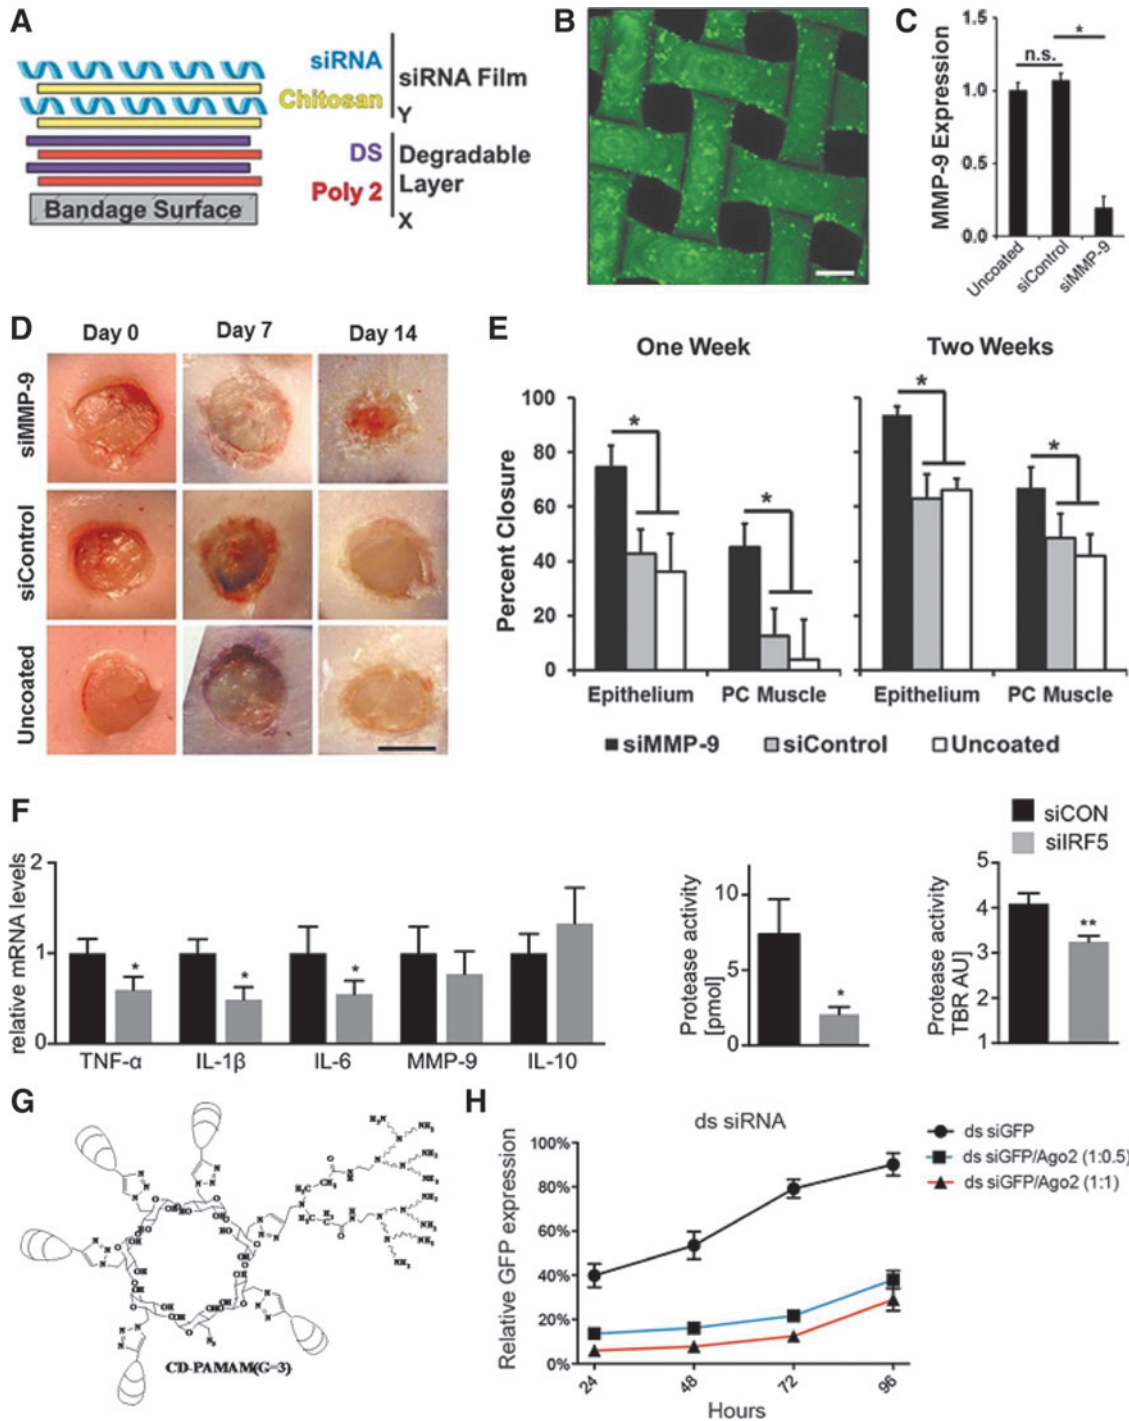 A
siRNA
Chitosan
siRNA Film
Y
DS
Poly 2
Degradable
Layer
X
Bandage Surface
B
C
MMP-9 Expression
1.5
1.0
0.5
0.0
n.s.
*
Uncoated
siControl
siMMP-9
D
Day 0
Day 7
Day 14
siMMP-9
siControl
Uncoated
E
One Week
Two Weeks
Percent Closure
100
80
60
40
20
0
*
*
*
*
Epithelium
PC Muscle
Epithelium
PC Muscle
siMMP-9
siControl
Uncoated
F
siCON
siIRF5
relative mRNA levels
2
1
0
*
*
*
TNF-α
IL-1β
IL-6
MMP-9
IL-10
Protease activity
[pmol]
10
5
0
*
Protease activity
TBR AU]
5
4
3
2
1
**
G
CD-PAMAM(G=3)
H
ds siRNA
Relative GFP expression
100%
80%
60%
40%
20%
0%
24
48
72
96
Hours
ds siGFP
ds siGFP/Ago2 (1:0.5)
ds siGFP/Ago2 (1:1)